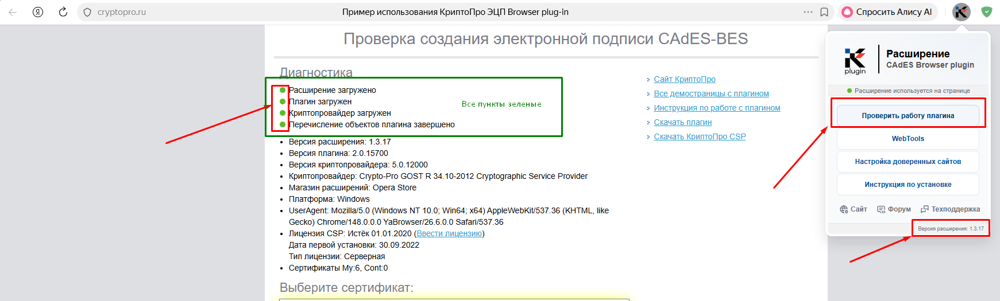 cryptopro.ru
Пример использования КриптоПро ЭЦП Browser plug-in
Спросить Алису AI
Проверка создания электронной подписи CAdES-BES
Диагностика
Расширение загружено
Плагин загружен
Криптопровайдер загружен
Перечисление объектов плагина завершено
Все пункты зеленые
Версия расширения: 1.3.17
Версия плагина: 2.0.15700
Версия криптопровайдера: 5.0.12000
Криптопровайдер: Crypto-Pro GOST R 34.10-2012 Cryptographic Service Provider
Магазин расширений: Opera Store
Платформа: Windows
UserAgent: Mozilla/5.0 (Windows NT 10.0; Win64; x64) AppleWebKit/537.36 (KHTML, like
Gecko) Chrome/148.0.0.0 YaBrowser/26.6.0.0 Safari/537.36
Лицензия CSP: Истёк 01.01.2020 (Ввести лицензию)
Дата первой установки: 30.09.2022
Тип лицензии: Серверная
Сертификаты My:6, Cont:0
Выберите сертификат:
Сайт КриптоПро
Все демостраницы с плагином
Инструкция по работе с плагином
Скачать плагин
Скачать КриптоПро CSP
plugin
Расширение
CAdES Browser plugin
Расширение используется на странице
Проверить работу плагина
WebTools
Настройка доверенных сайтов
Инструкция по установке
Сайт
Форум
Техподдержка
Версия расширения: 1.3.17